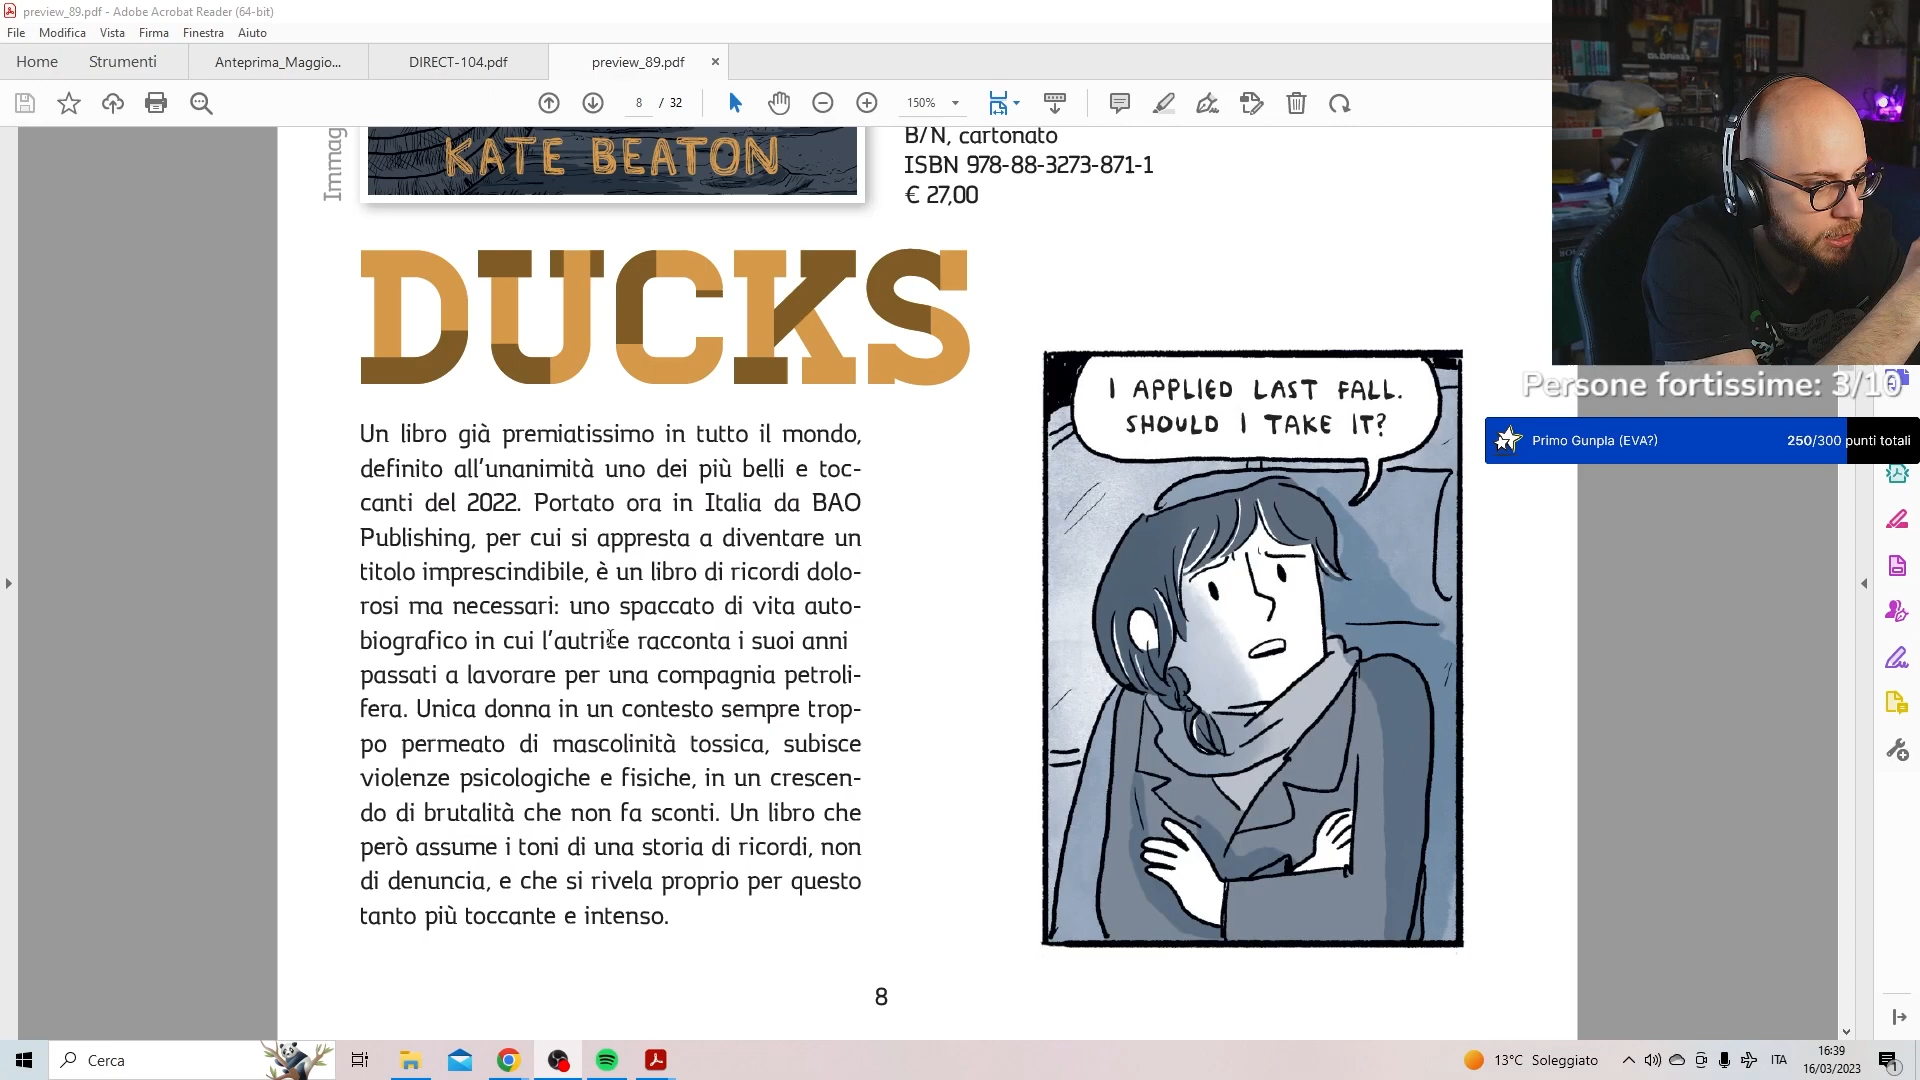 preview_89.pdf - Adobe Acrobat Reader (64-bit)
File Modifica Vista Firma Finestra Aiuto
Home Strumenti Anteprima_Maggio... DIRECT-104.pdf preview_89.pdf ×
8 / 32 150%
Immag
KATE BEATON
B/N, cartonato
ISBN 978-88-3273-871-1
€ 27,00
DUCKS
Un libro già premiatissimo in tutto il mondo,
definito all’unanimità uno dei più belli e toc-
canti del 2022. Portato ora in Italia da BAO
Publishing, per cui si appresta a diventare un
titolo imprescindibile, è un libro di ricordi dolo-
rosi ma necessari: uno spaccato di vita auto-
biografico in cui l’autrice racconta i suoi anni
passati a lavorare per una compagnia petroli-
fera. Unica donna in un contesto sempre trop-
po permeato di mascolinità tossica, subisce
violenze psicologiche e fisiche, in un crescen-
do di brutalità che non fa sconti. Un libro che
però assume i toni di una storia di ricordi, non
di denuncia, e che si rivela proprio per questo
tanto più toccante e intenso.
I APPLIED LAST FALL.
SHOULD I TAKE IT?
8
Persone fortissime: 3/10
Primo Gunpla (EVA?) 250/300 punti totali
Cerca
13°C Soleggiato
ITA
16:39
16/03/2023
1